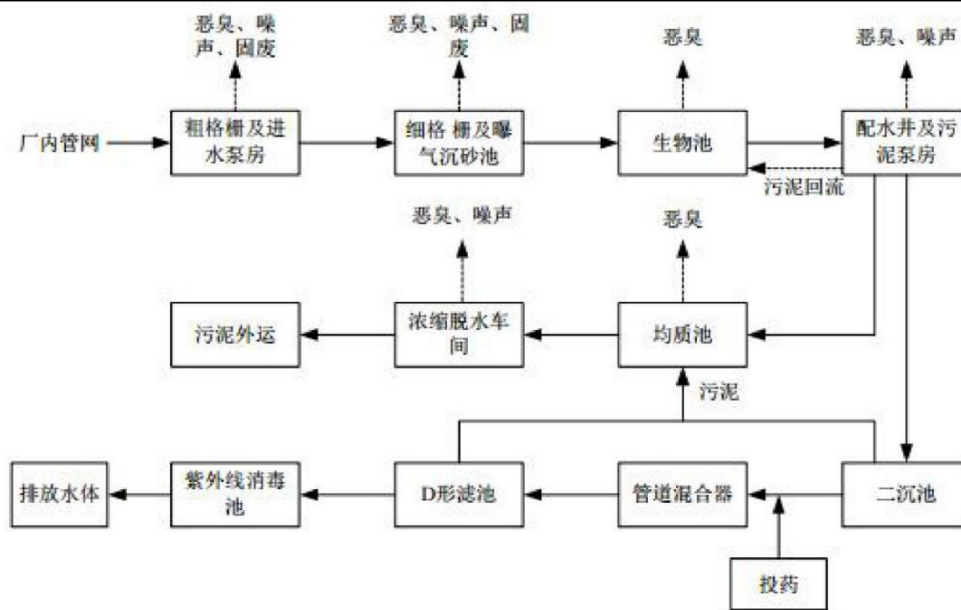 恶臭、噪
声、固废
恶臭、噪声、固
废
恶臭
恶臭、噪声
厂内管网
粗格栅及进
水泵房
细格 栅及曝
气沉砂池
生物池
配水井及污
泥泵房
污泥回流
恶臭、噪声
恶臭
污泥外运
浓缩脱水车
间
均质池
污泥
排放水体
紫外线消毒
池
D形滤池
管道混合器
二沉池
投药